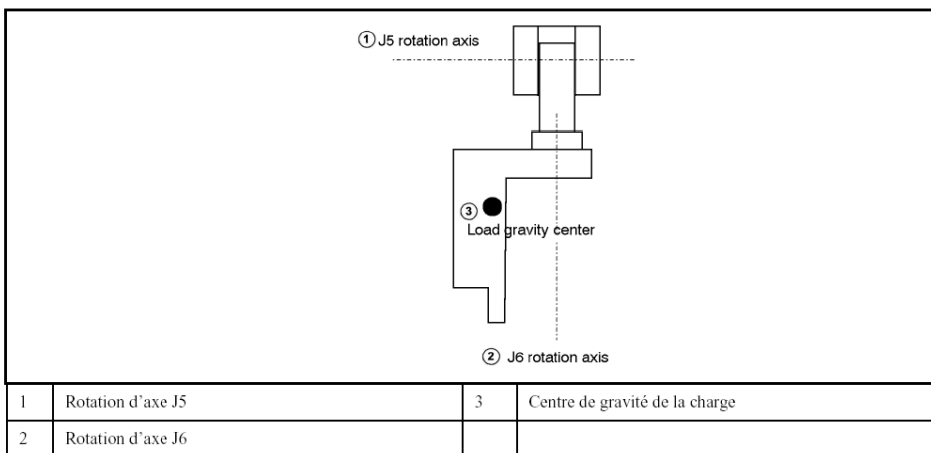 ① J5 rotation axis
③
Load gravity center
② J6 rotation axis
1 Rotation d'axe J5 3 Centre de gravité de la charge
2 Rotation d'axe J6